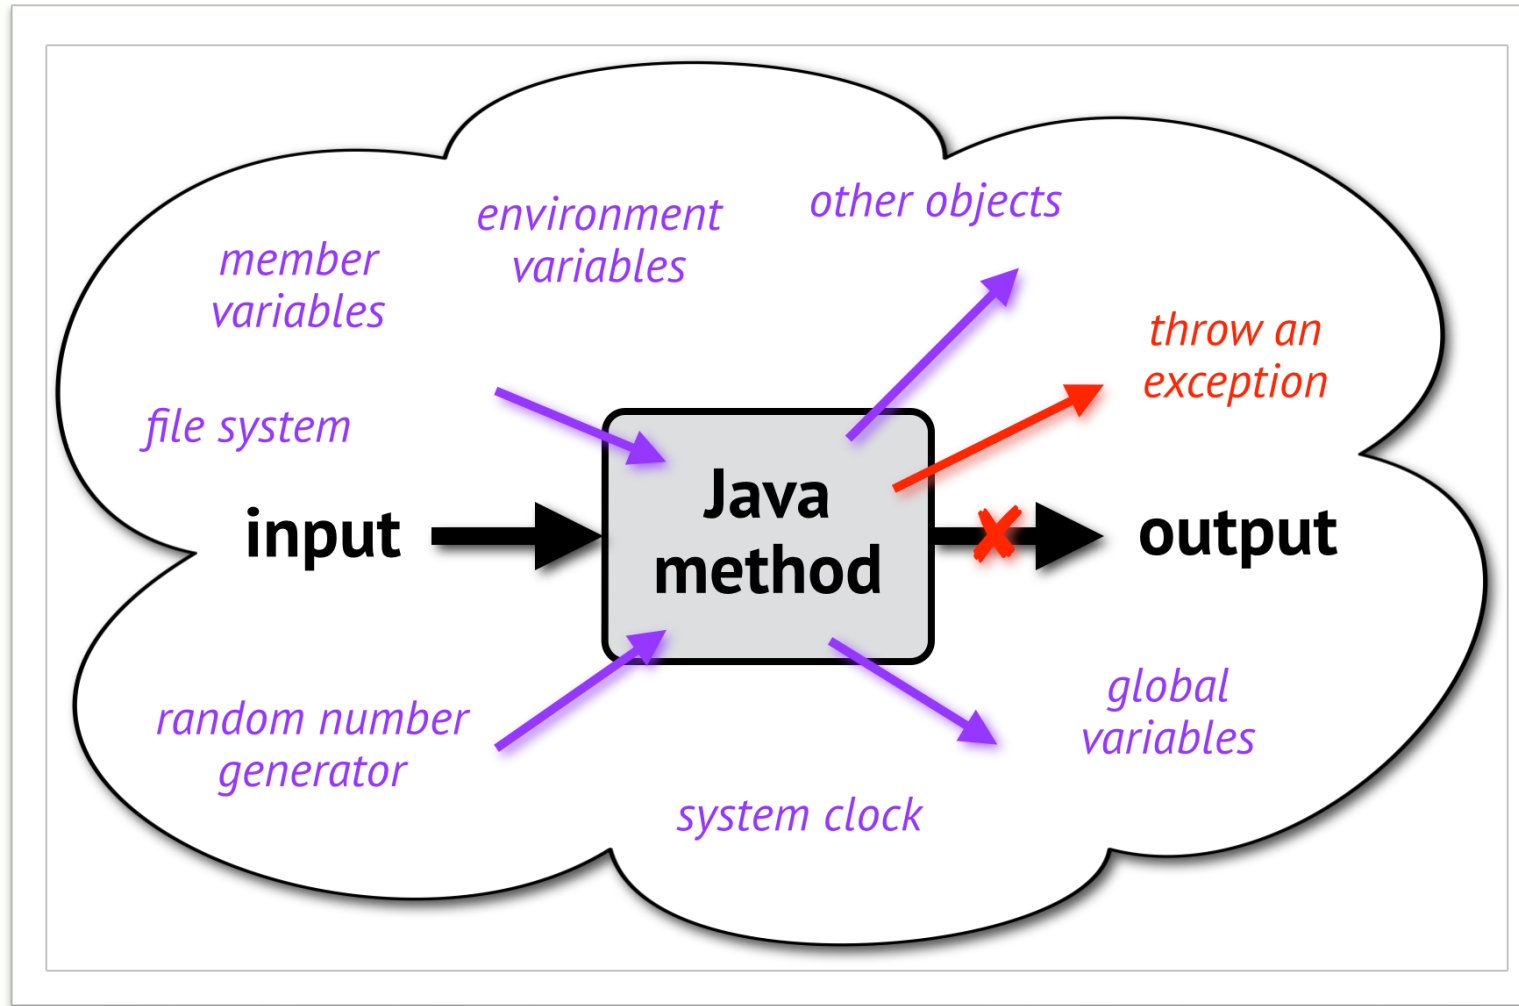 other objects
environment
variables
member
variables
throw an
exception
file system
input
Java
method
output
random number
generator
global
variables
system clock